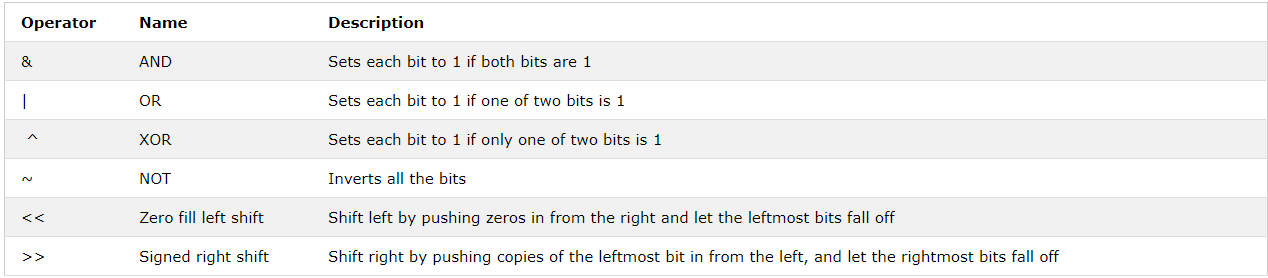 Operator Name Description
& AND Sets each bit to 1 if both bits are 1
| OR Sets each bit to 1 if one of two bits is 1
^ XOR Sets each bit to 1 if only one of two bits is 1
~ NOT Inverts all the bits
<< Zero fill left shift Shift left by pushing zeros in from the right and let the leftmost bits fall off
>> Signed right shift Shift right by pushing copies of the leftmost bit in from the left, and let the rightmost bits fall off